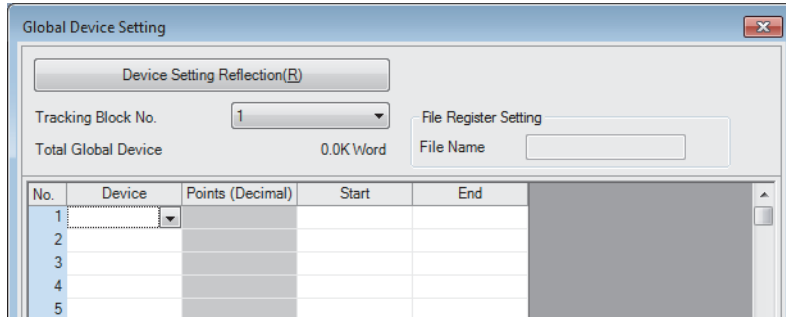 Global Device Setting
Device Setting Reflection(R)
Tracking Block No. 1 File Register Setting
Total Global Device 0.0K Word File Name
No. Device Points (Decimal) Start End
1
2
3
4
5